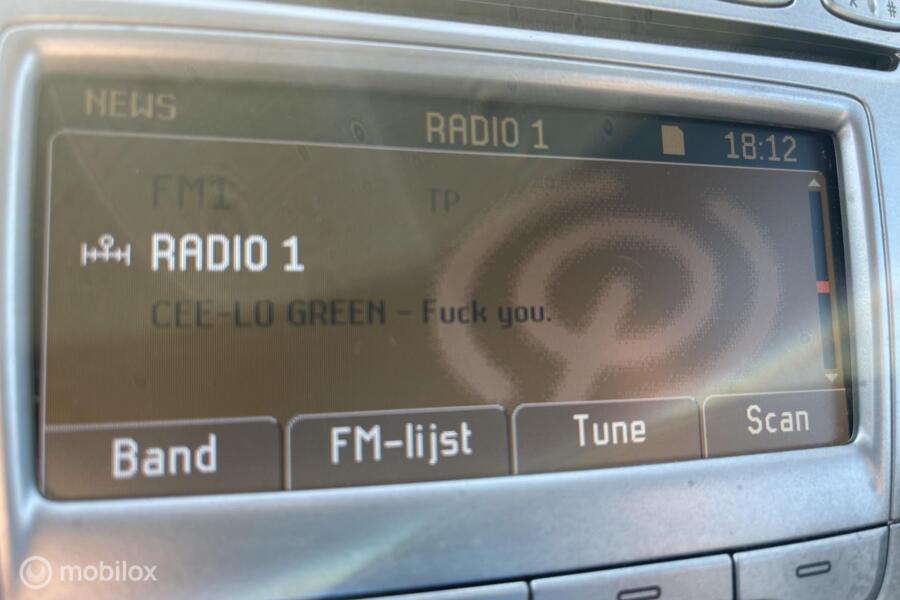 NEWS RADIO 1 18:12
FM1 TP
RADIO 1
CEE-LO GREEN - Fuck you.
Band FM-lijst Tune Scan
mobilox